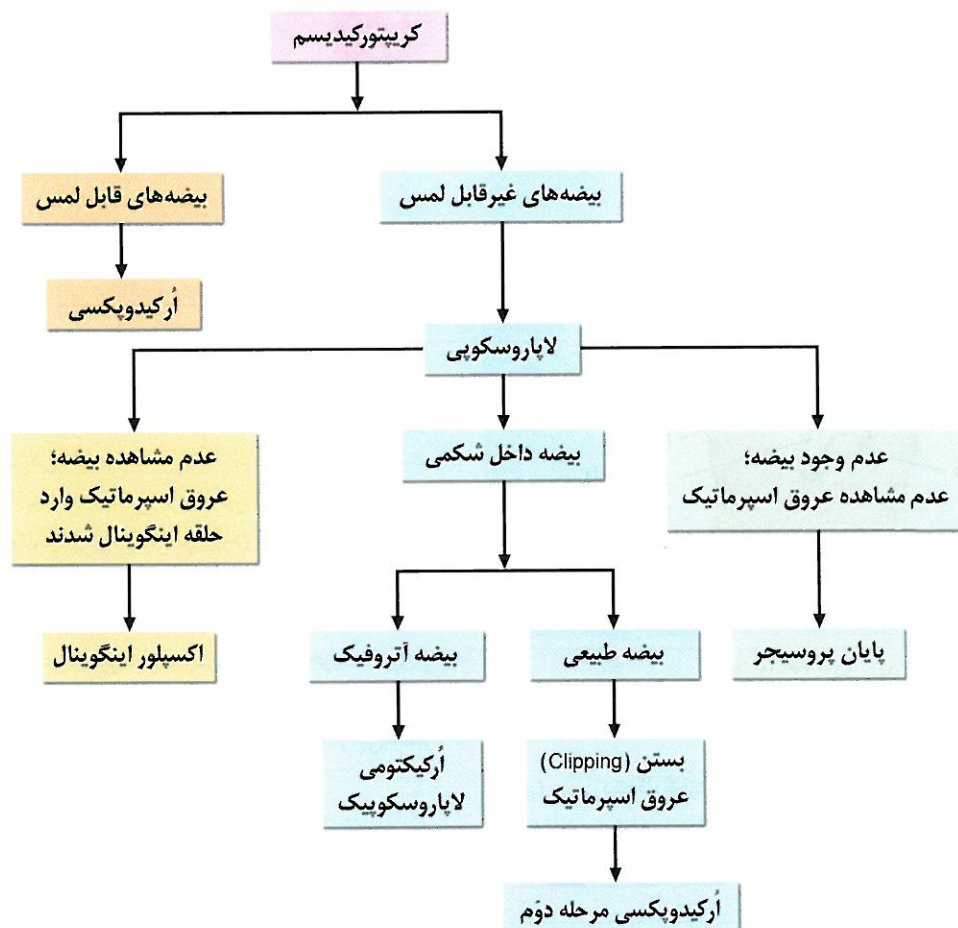 کریپتورکیدیسم
بیضه‌های قابل لمس
بیضه‌های غیرقابل لمس
اُرکیدوپکسی
لاپاروسکوپی
عدم مشاهده بیضه؛
عروق اسپرماتیک وارد
حلقه اینگوینال شدند
بیضه داخل شکمی
عدم وجود بیضه؛
عدم مشاهده عروق اسپرماتیک
اکسپلور اینگوینال
بیضه آتروفیک
بیضه طبیعی
پایان پروسیجر
اُرکیکتومی
لاپاروسکوپیک
بستن (Clipping)
عروق اسپرماتیک
اُرکیدوپکسی مرحله دوّم